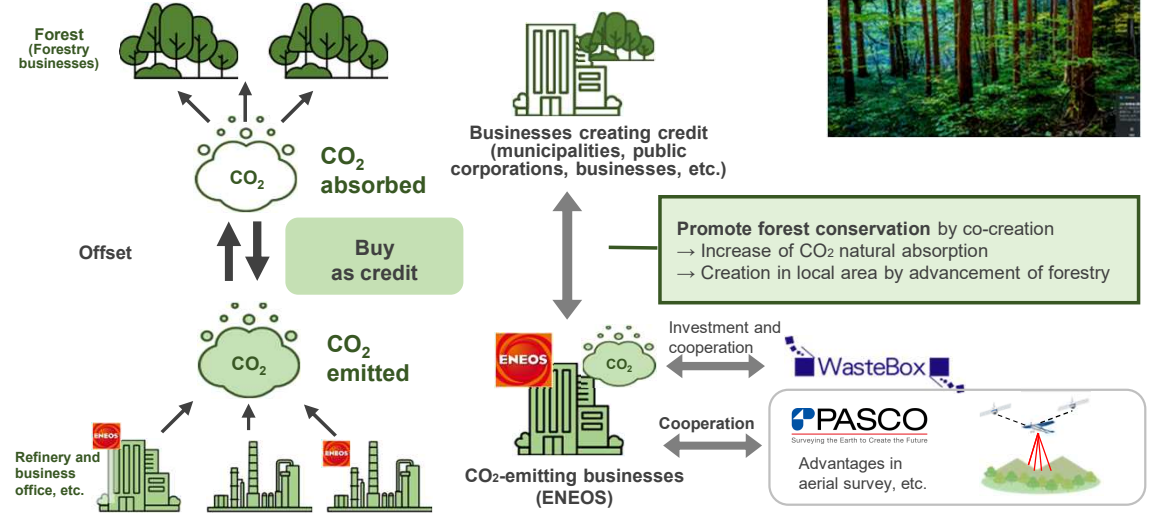 Forest
(Forestry
businesses)
CO2
CO2
absorbed
Offset
Buy
as credit
CO2
CO2
emitted
ENEOS
ENEOS
Refinery and
business
office, etc.
Businesses creating credit
(municipalities, public
corporations, businesses, etc.)
Promote forest conservation by co-creation
→ Increase of CO2 natural absorption
→ Creation in local area by advancement of forestry
ENEOS
CO2
Investment and
cooperation
WasteBox
Cooperation
PASCO
Surveying the Earth to Create the Future
Advantages in
aerial survey, etc.
CO2-emitting businesses
(ENEOS)